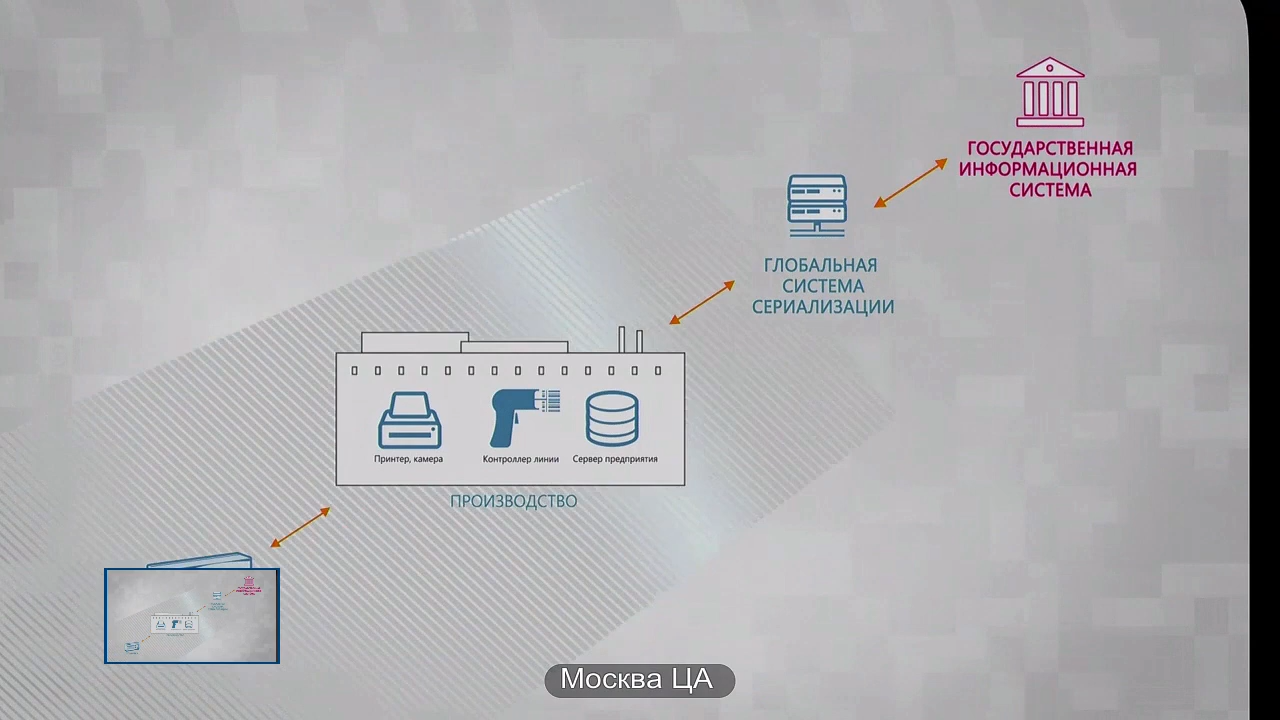 ГОСУДАРСТВЕННАЯ
ИНФОРМАЦИОННАЯ
СИСТЕМА
ГЛОБАЛЬНАЯ
СИСТЕМА
СЕРИАЛИЗАЦИИ
Принтер, камера
Контроллер линии
Сервер предприятия
ПРОИЗВОДСТВО
Москва ЦА